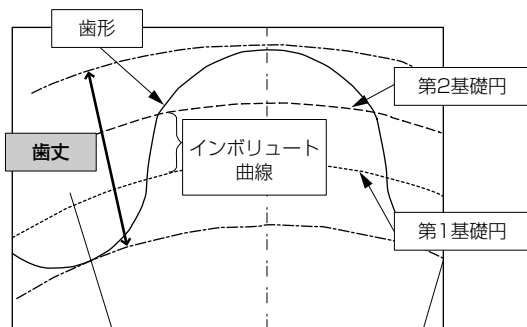 歯形
第2基礎円
歯丈
インボリュート
曲線
第1基礎円